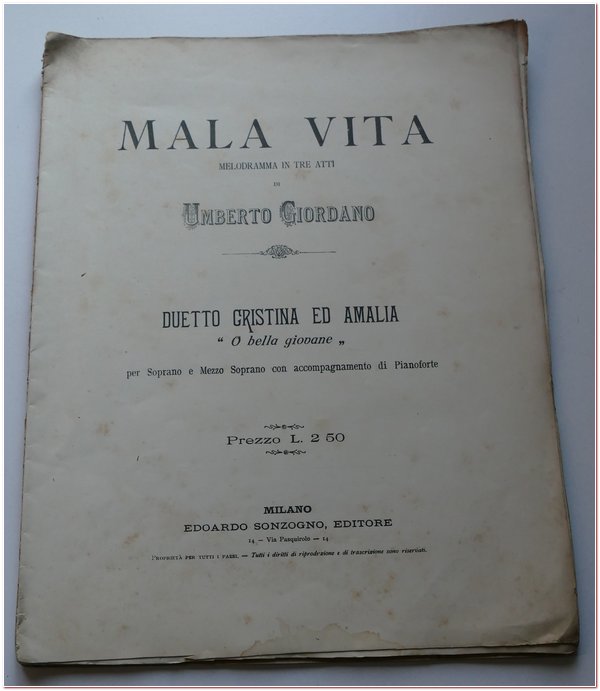 MALA VITA
MELODRAMMA IN TRE ATTI
DI
UMBERTO GIORDANO
DUETTO CRISTINA ED AMALIA
“ O bella giovane „
per Soprano e Mezzo Soprano con accompagnamento di Pianoforte
Prezzo L. 2 50
MILANO
EDOARDO SONZOGNO, EDITORE
14 — Via Pasquirolo — 14
PROPRIETÀ PER TUTTI I PAESI. — Tutti i diritti di riproduzione e di trascrizione sono riservati.